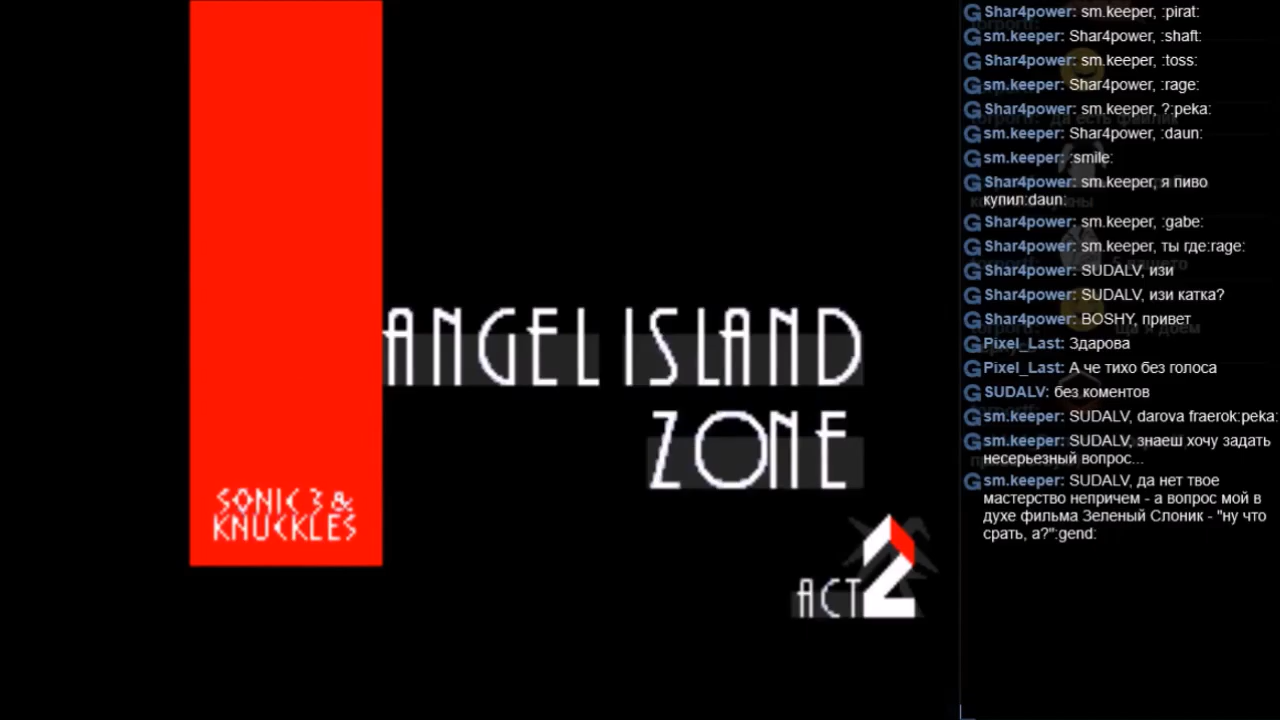 ANGEL ISLAND
ZONE
SONIC 3 &
KNUCKLES
ACT 2
Shar4power: sm.keeper, :pirat:
sm.keeper: Shar4power, :shaft:
Shar4power: sm.keeper, :toss:
sm.keeper: Shar4power, :rage:
Shar4power: sm.keeper, ?:peka:
sm.keeper: Shar4power, :daun:
sm.keeper: :smile:
Shar4power: sm.keeper, я пиво
купил:daun:
Shar4power: sm.keeper, :gabe:
Shar4power: sm.keeper, ты где:rage:
Shar4power: SUDALV, изи
Shar4power: SUDALV, изи катка?
Shar4power: BOSHY, привет
Pixel_Last: Здарова
Pixel_Last: А че тихо без голоса
SUDALV: без коментов
sm.keeper: SUDALV, darova fraerok:peka:
sm.keeper: SUDALV, знаеш хочу задать
несерьезный вопрос...
sm.keeper: SUDALV, да нет твое
мастерство непричем - а вопрос мой в
духе фильма Зеленый Слоник - "ну что
срать, а?":gend: